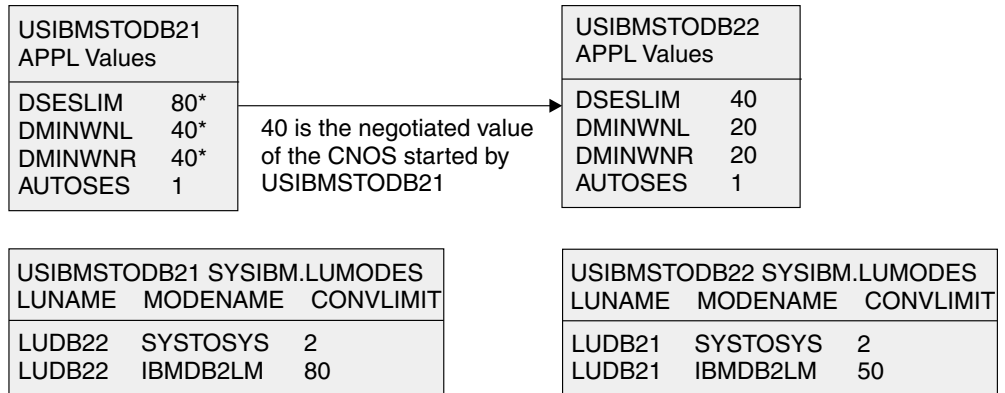 USIBMSTODB21
APPL Values
DSESLIM 80*
DMINWNL 40*
DMINWNR 40*
AUTOSES 1
40 is the negotiated value
of the CNOS started by
USIBMSTODB21
USIBMSTODB22
APPL Values
DSESLIM 40
DMINWNL 20
DMINWNR 20
AUTOSES 1
USIBMSTODB21 SYSIBM.LUMODES
LUNAME MODENAME CONVLIMIT
LUDB22 SYSTOSYS 2
LUDB22 IBMDB2LM 80
USIBMSTODB22 SYSIBM.LUMODES
LUNAME MODENAME CONVLIMIT
LUDB21 SYSTOSYS 2
LUDB21 IBMDB2LM 50